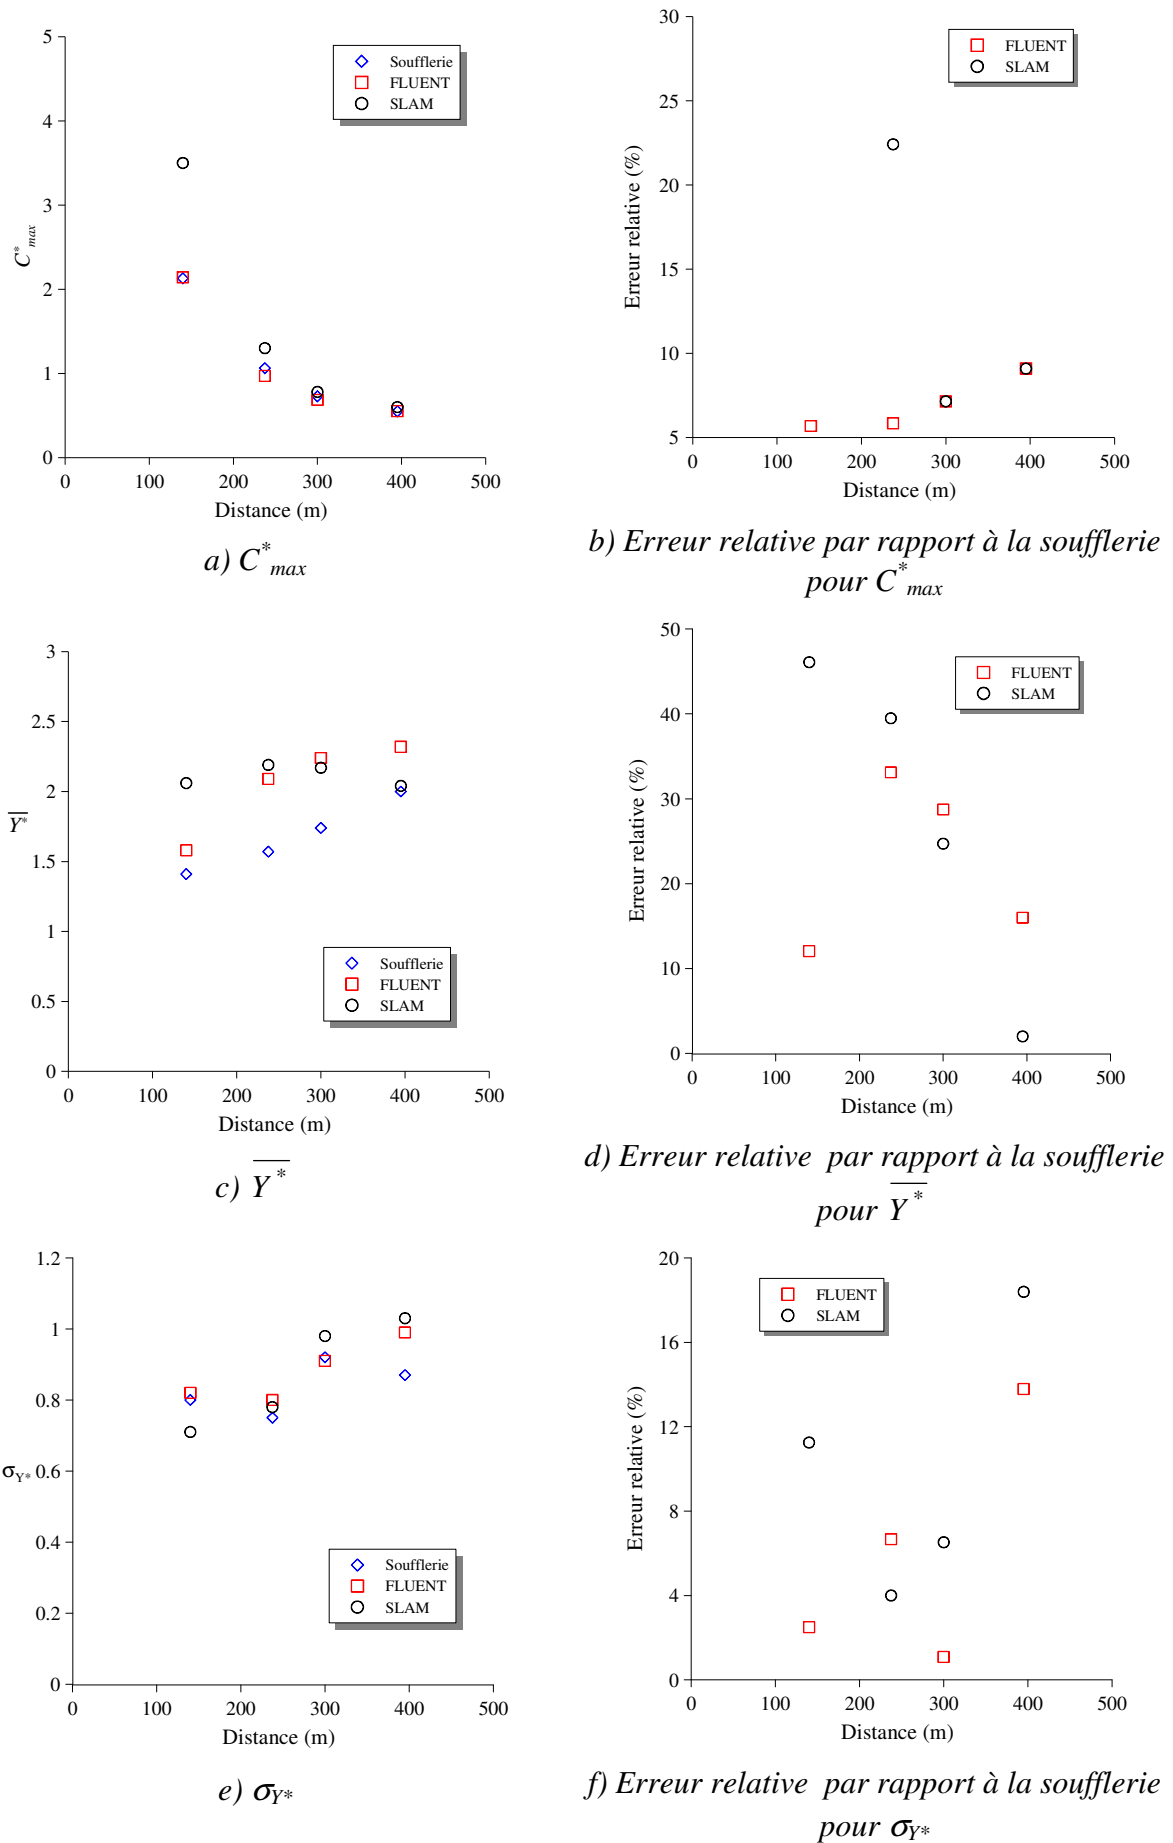 5
4
3
2
1
0
0 100 200 300 400 500
Distance (m)
C*max
Soufflerie
FLUENT
SLAM
a) C*max
30
25
20
15
10
5
0 100 200 300 400 500
Distance (m)
Erreur relative (%)
FLUENT
SLAM
b) Erreur relative par rapport à la soufflerie
pour C*max
3
2.5
2
1.5
1
0.5
0
0 100 200 300 400 500
Distance (m)
Y*
Soufflerie
FLUENT
SLAM
c) Y*
50
40
30
20
10
0
0 100 200 300 400 500
Distance (m)
Erreur relative (%)
FLUENT
SLAM
d) Erreur relative par rapport à la soufflerie
pour Y*
1.2
1
0.8
0.6
0.4
0.2
0
0 100 200 300 400 500
Distance (m)
σY*
Soufflerie
FLUENT
SLAM
e) σY*
20
16
12
8
4
0
0 100 200 300 400 500
Distance (m)
Erreur relative (%)
FLUENT
SLAM
f) Erreur relative par rapport à la soufflerie
pour σY*